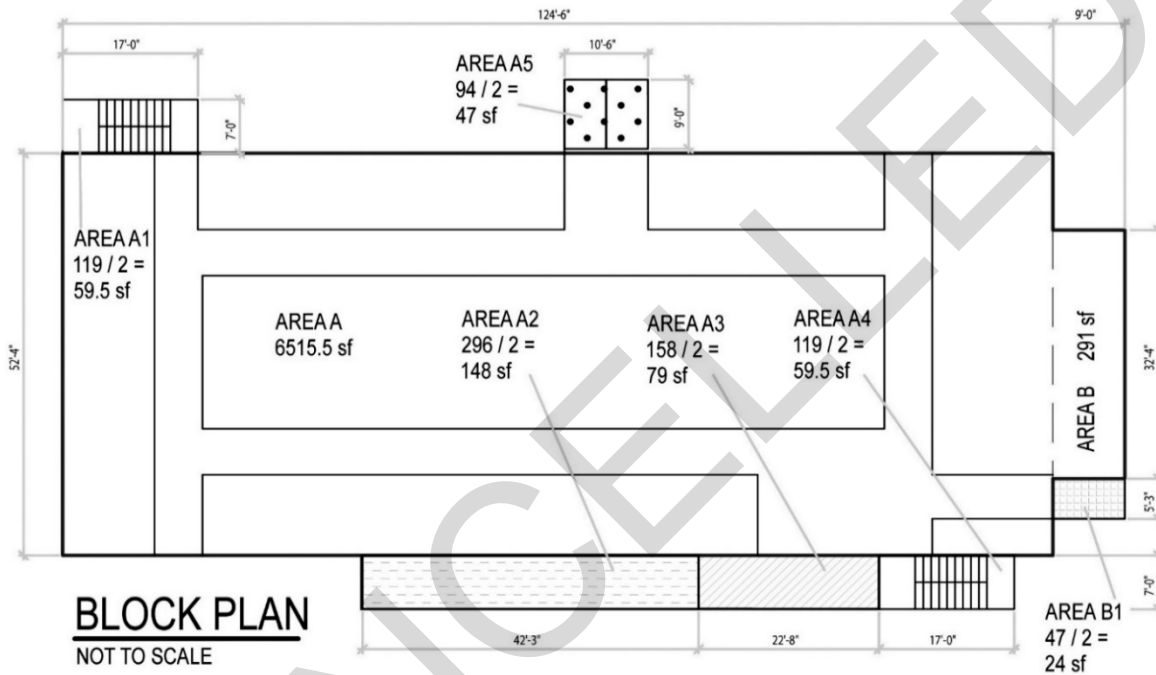 124'-6"
9'-0"
17'-0"
10'-6"
AREA A5
94 / 2 =
47 sf
9'-0"
7'-0"
AREA A1
119 / 2 =
59.5 sf
52'-4"
AREA A
6515.5 sf
AREA A2
296 / 2 =
148 sf
AREA A3
158 / 2 =
79 sf
AREA A4
119 / 2 =
59.5 sf
AREA B 291 sf
32'-4"
5'-3"
7'-0"
BLOCK PLAN
NOT TO SCALE
42'-3"
22'-8"
17'-0"
AREA B1
47 / 2 =
24 sf
NCELLED